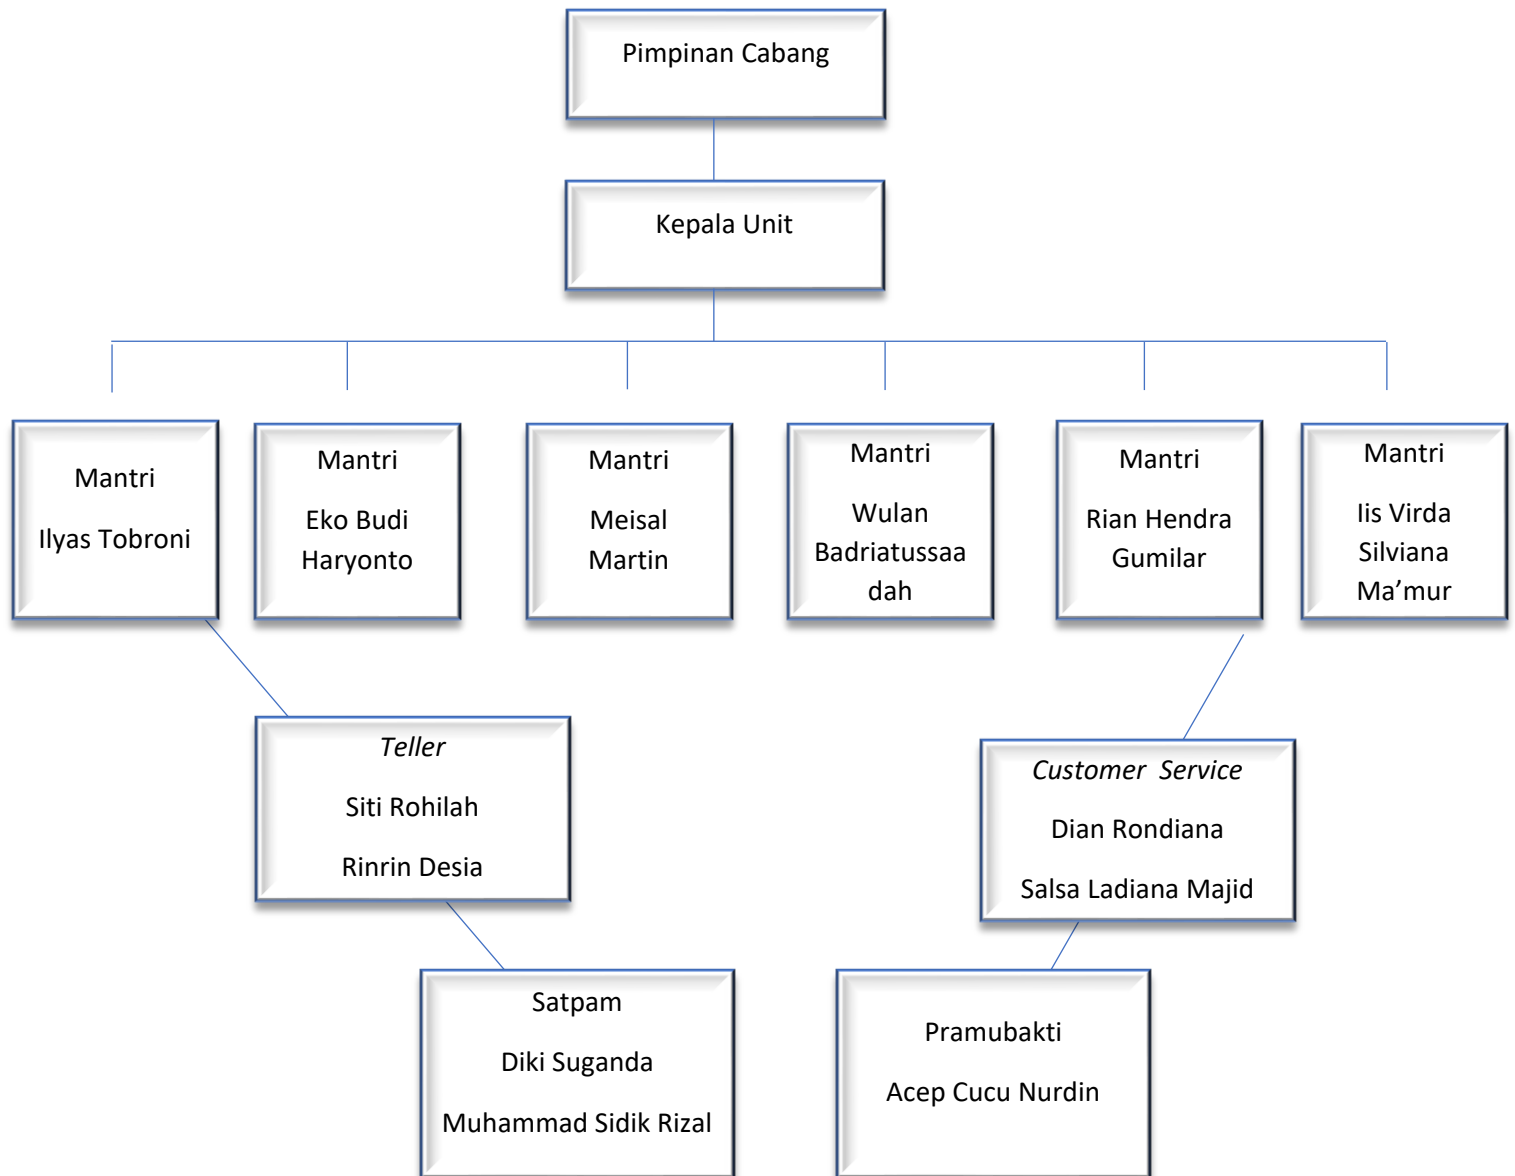 Pimpinan Cabang
Kepala Unit
Mantri
Ilyas Tobroni
Mantri
Eko Budi
Haryonto
Mantri
Meisal
Martin
Mantri
Wulan
Badriatussaa
dah
Mantri
Rian Hendra
Gumilar
Mantri
Iis Virda
Silviana
Ma’mur
Teller
Siti Rohilah
Rinrin Desia
Customer  Service
Dian Rondiana
Salsa Ladiana Majid
Satpam
Diki Suganda
Muhammad Sidik Rizal
Pramubakti
Acep Cucu Nurdin